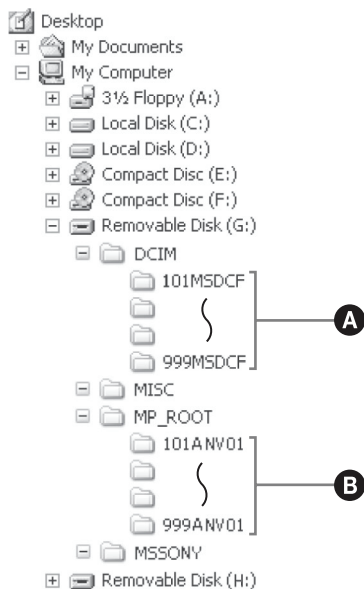 Desktop
My Documents
My Computer
3½ Floppy (A:)
Local Disk (C:)
Local Disk (D:)
Compact Disc (E:)
Compact Disc (F:)
Removable Disk (G:)
DCIM
101MSDCF
A
999MSDCF
MISC
MP_ROOT
101ANV01
B
999ANV01
MSSONY
Removable Disk (H:)